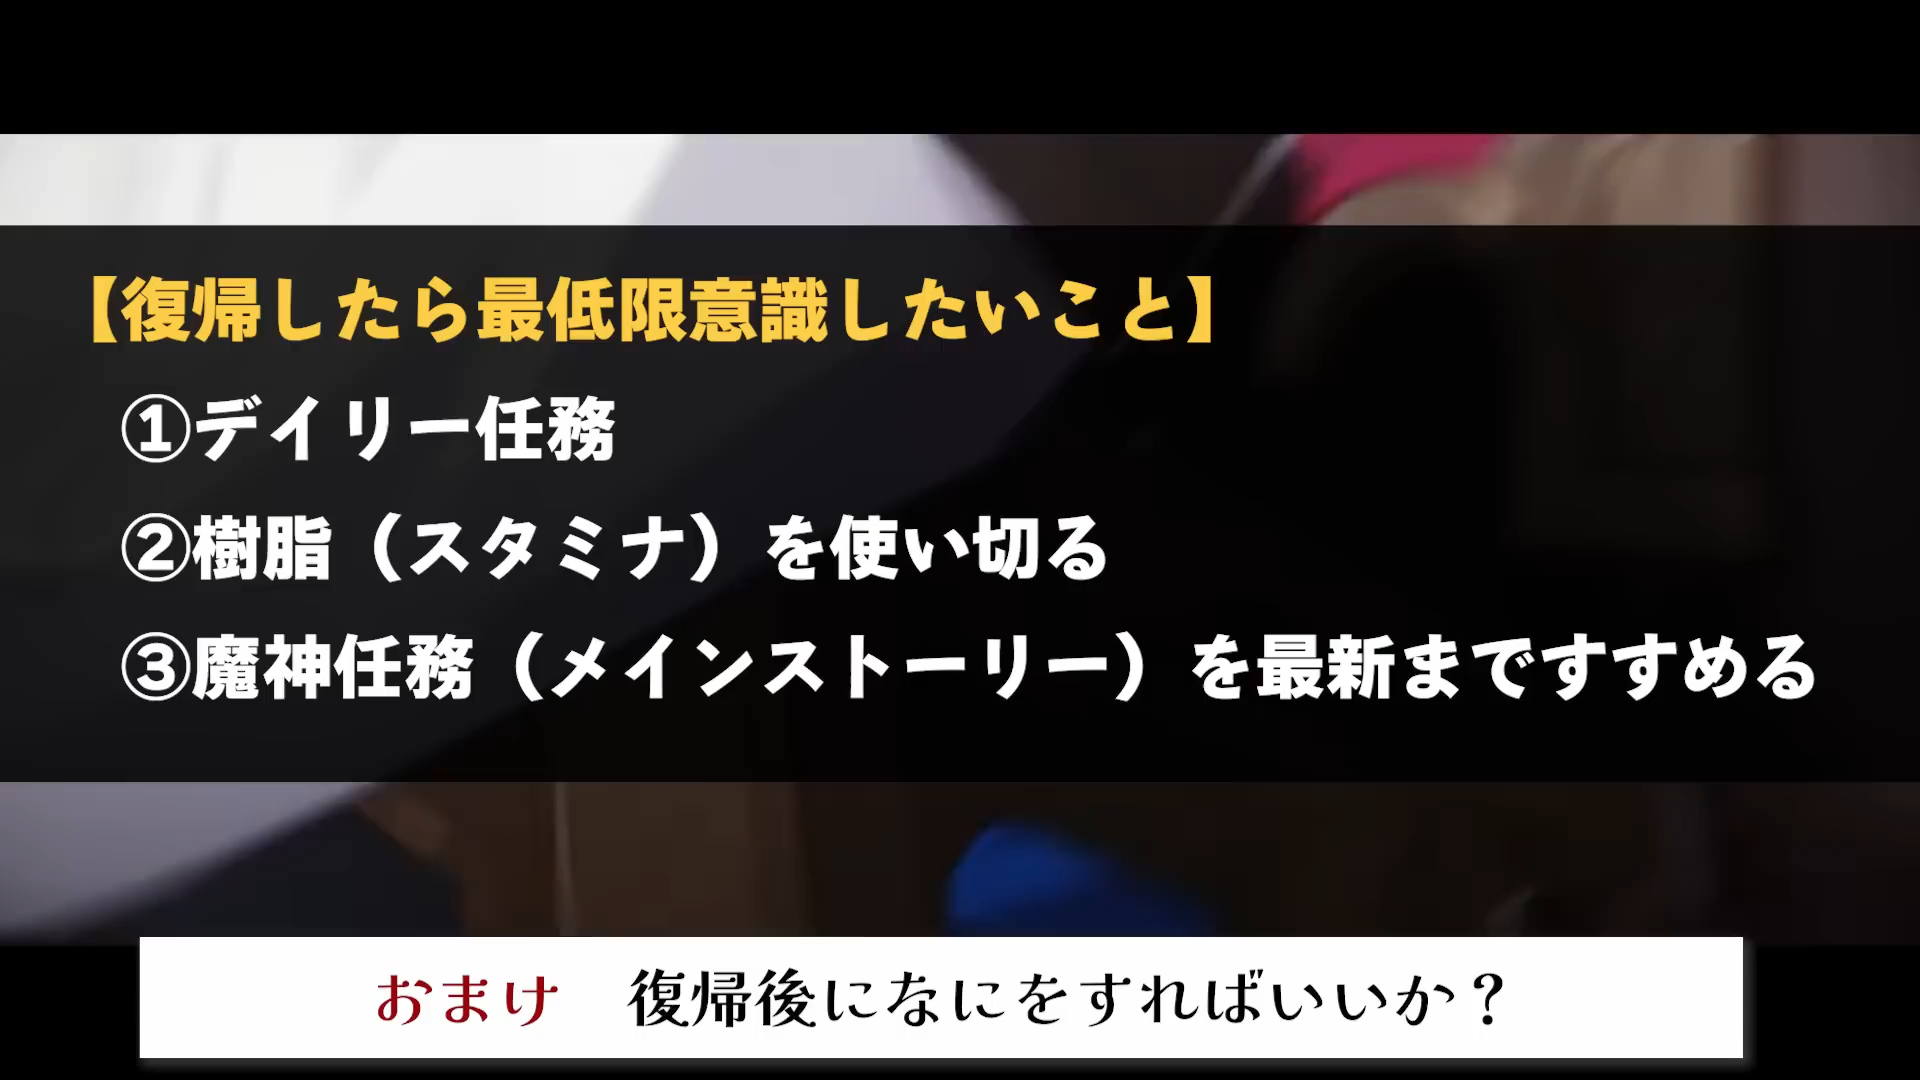 【復帰したら最低限意識したいこと】
①デイリー任務
②樹脂（スタミナ）を使い切る
③魔神任務（メインストーリー）を最新まですすめる
おまけ　復帰後になにをすればいいか？